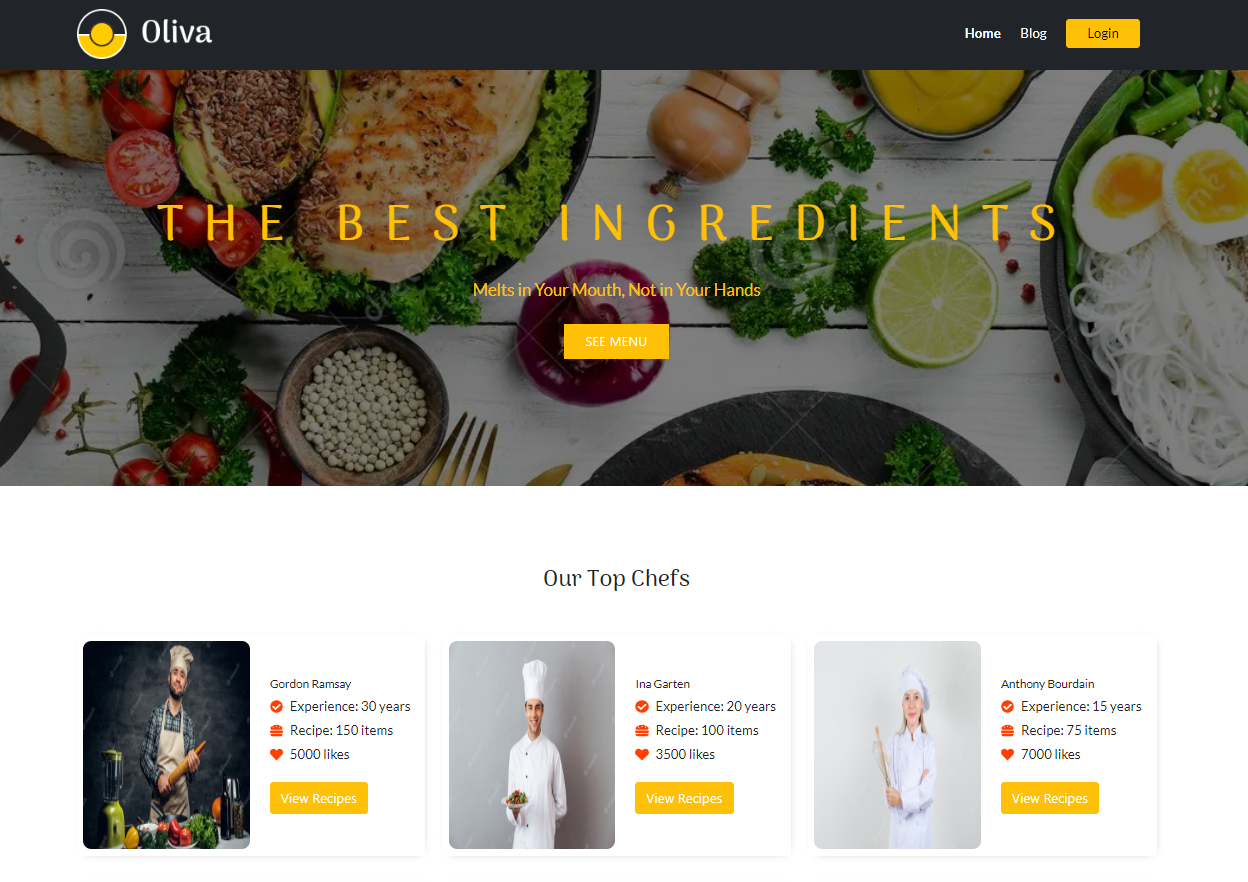 Oliva
Home Blog Login
THE BEST INGREDIENTS
Melts in Your Mouth, Not in Your Hands
SEE MENU
Our Top Chefs
Gordon Ramsay
Experience: 30 years
Recipe: 150 items
5000 likes
View Recipes
Ina Garten
Experience: 20 years
Recipe: 100 items
3500 likes
View Recipes
Anthony Bourdain
Experience: 15 years
Recipe: 75 items
7000 likes
View Recipes